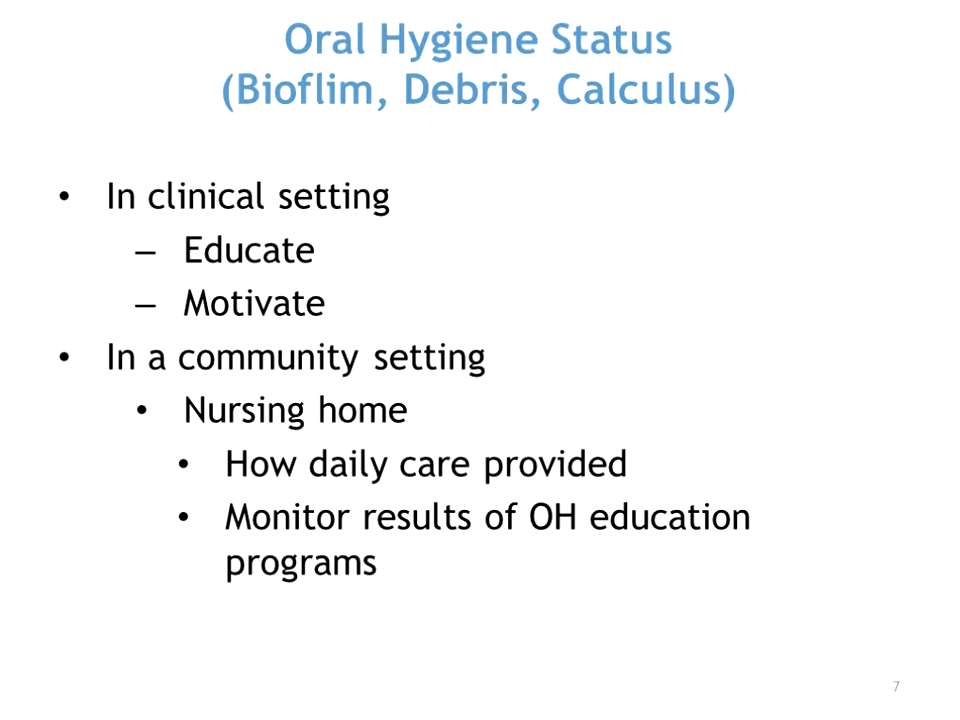 Oral Hygiene Status
(Bioflim, Debris, Calculus)
• In clinical setting
– Educate
– Motivate
• In a community setting
• Nursing home
• How daily care provided
• Monitor results of OH education
programs
7